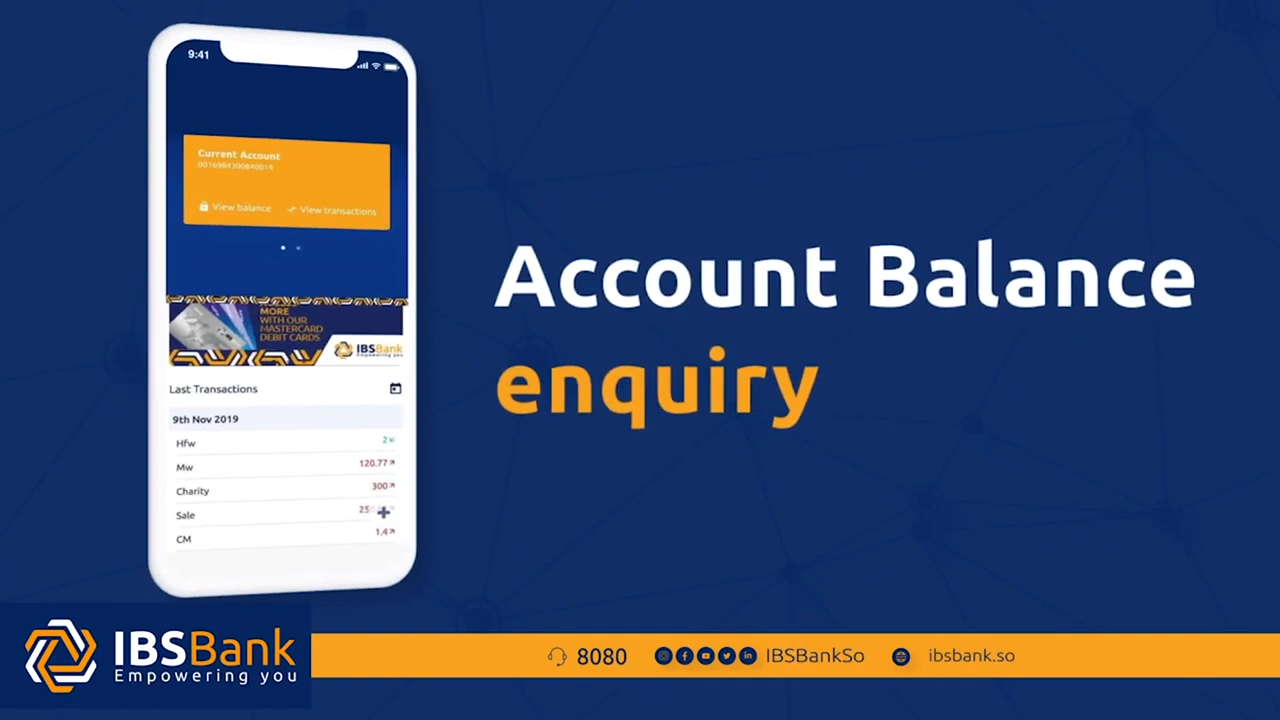 9:41
Current Account
View balance
View transactions
MORE
WITH OUR
MASTERCARD
DEBIT CARDS
IBSBank
Empowering you
Last Transactions
9th Nov 2019
Hfw 2
Mw 120.77
Charity 300
Sale
CM 1.4
Account Balance
enquiry
IBSBank
Empowering you
8080
IBSBankSo
ibsbank.so